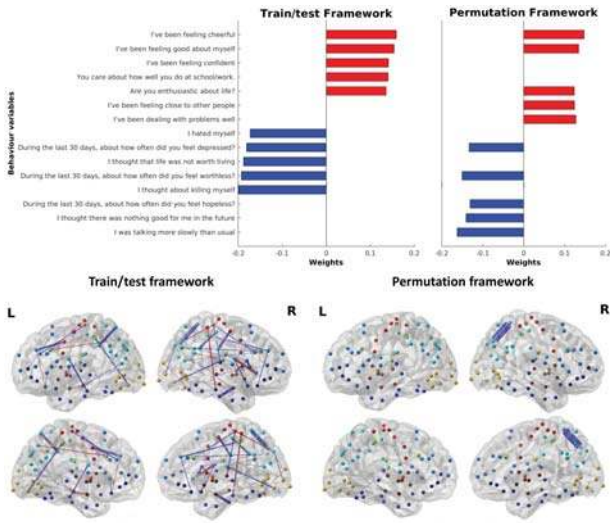 Train/test Framework
Permutation Framework
Behaviour variables
I've been feeling cheerful
I've been feeling good about myself
I've been feeling confident
You care about how well you do at school/work.
Are you enthusiastic about life?
I've been feeling close to other people
I've been dealing with problems well
I hated myself
During the last 30 days, about how often did you feel depressed?
I thought that life was not worth living
During the last 30 days, about how often did you feel worthless?
I thought about killing myself
During the last 30 days, about how often did you feel hopeless?
I thought there was nothing good for me in the future
I was talking more slowly than usual
-0.2 -0.1 0 0.1 0.2
-0.2 -0.1 0 0.1 0.2
Weights
Weights
Train/test framework
Permutation framework
L R L R